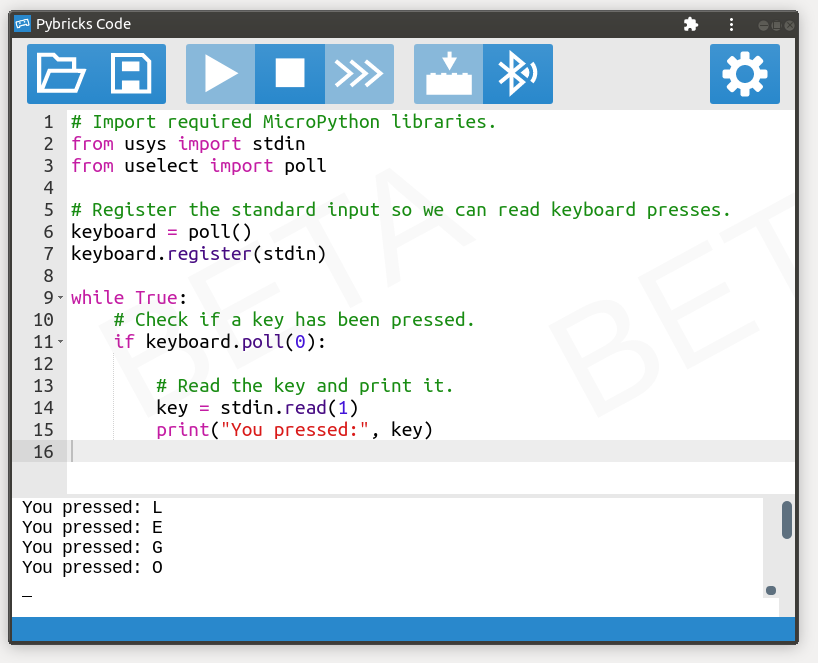 Pybricks Code
1 # Import required MicroPython libraries.
2 from usys import stdin
3 from uselect import poll
4
5 # Register the standard input so we can read keyboard presses.
6 keyboard = poll()
7 keyboard.register(stdin)
8
9 while True:
10     # Check if a key has been pressed.
11     if keyboard.poll(0):
12
13         # Read the key and print it.
14         key = stdin.read(1)
15         print("You pressed:", key)
16
BETA
BET
You pressed: L
You pressed: E
You pressed: G
You pressed: O
_